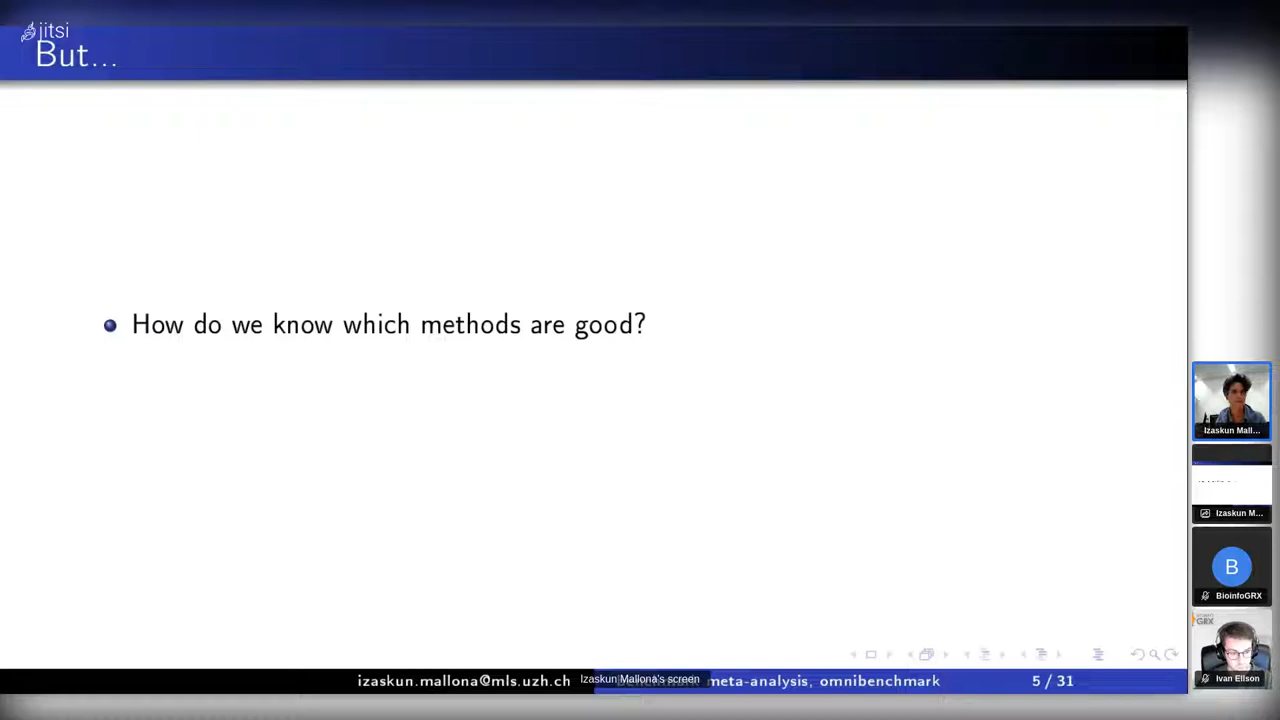 jitsi
But...
How do we know which methods are good?
izaskun.mallona@mls.uzh.ch
Izaskun Mallona's screen
meta-analysis, omnibenchmark
5 / 31
Izaskun Mall...
Izaskun M...
B
BioinfoGRX
GRX
Ivan Ellson